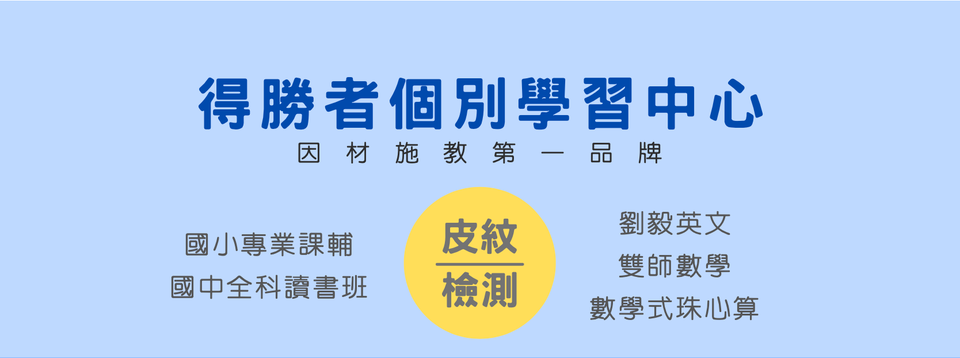 得勝者個別學習中心
因材施教第一品牌
國小專業課輔
國中全科讀書班
皮紋
檢測
劉毅英文
雙師數學
數學式珠心算